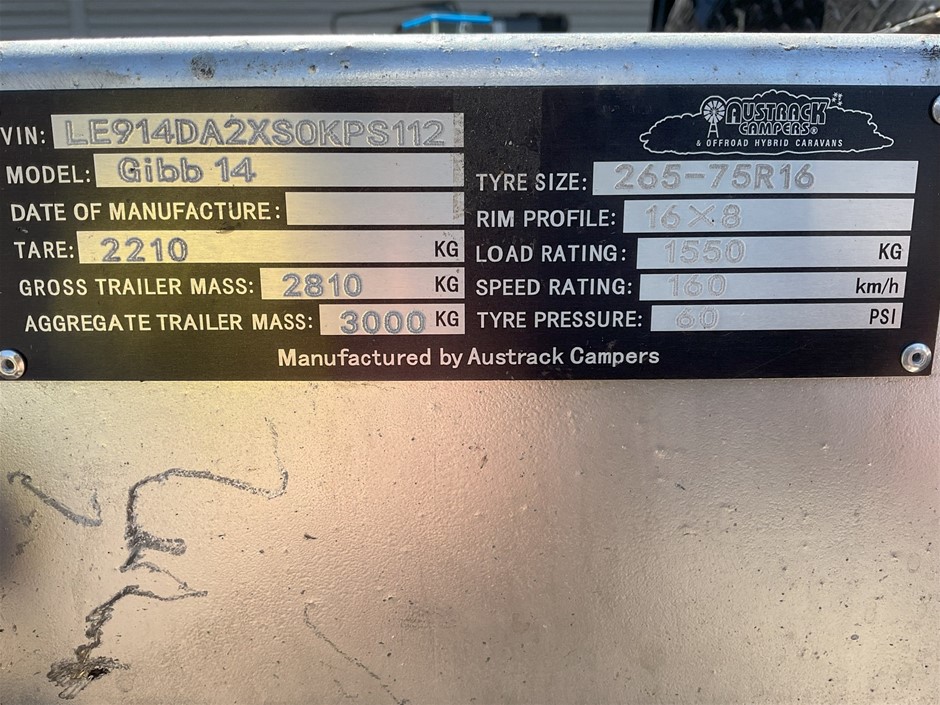 AUSTRACK
CAMPERS®
& OFFROAD HYBRID CARAVANS
VIN: LE914DA2XS0KPS112
MODEL: Gibb 14
DATE OF MANUFACTURE:
TARE: 2210 KG
GROSS TRAILER MASS: 2810 KG
AGGREGATE TRAILER MASS: 3000 KG
TYRE SIZE: 265-75R16
RIM PROFILE: 16×8
LOAD RATING: 1550 KG
SPEED RATING: 160 km/h
TYRE PRESSURE: 60 PSI
Manufactured by Austrack Campers